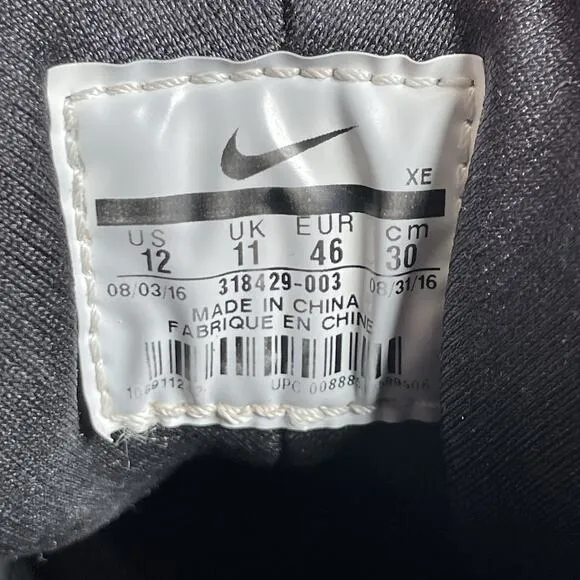 XE
US UK EUR cm
12 11 46 30
08/03/16 318429-003 08/31/16
MADE IN CHINA
FABRIQUE EN CHINE
UPC